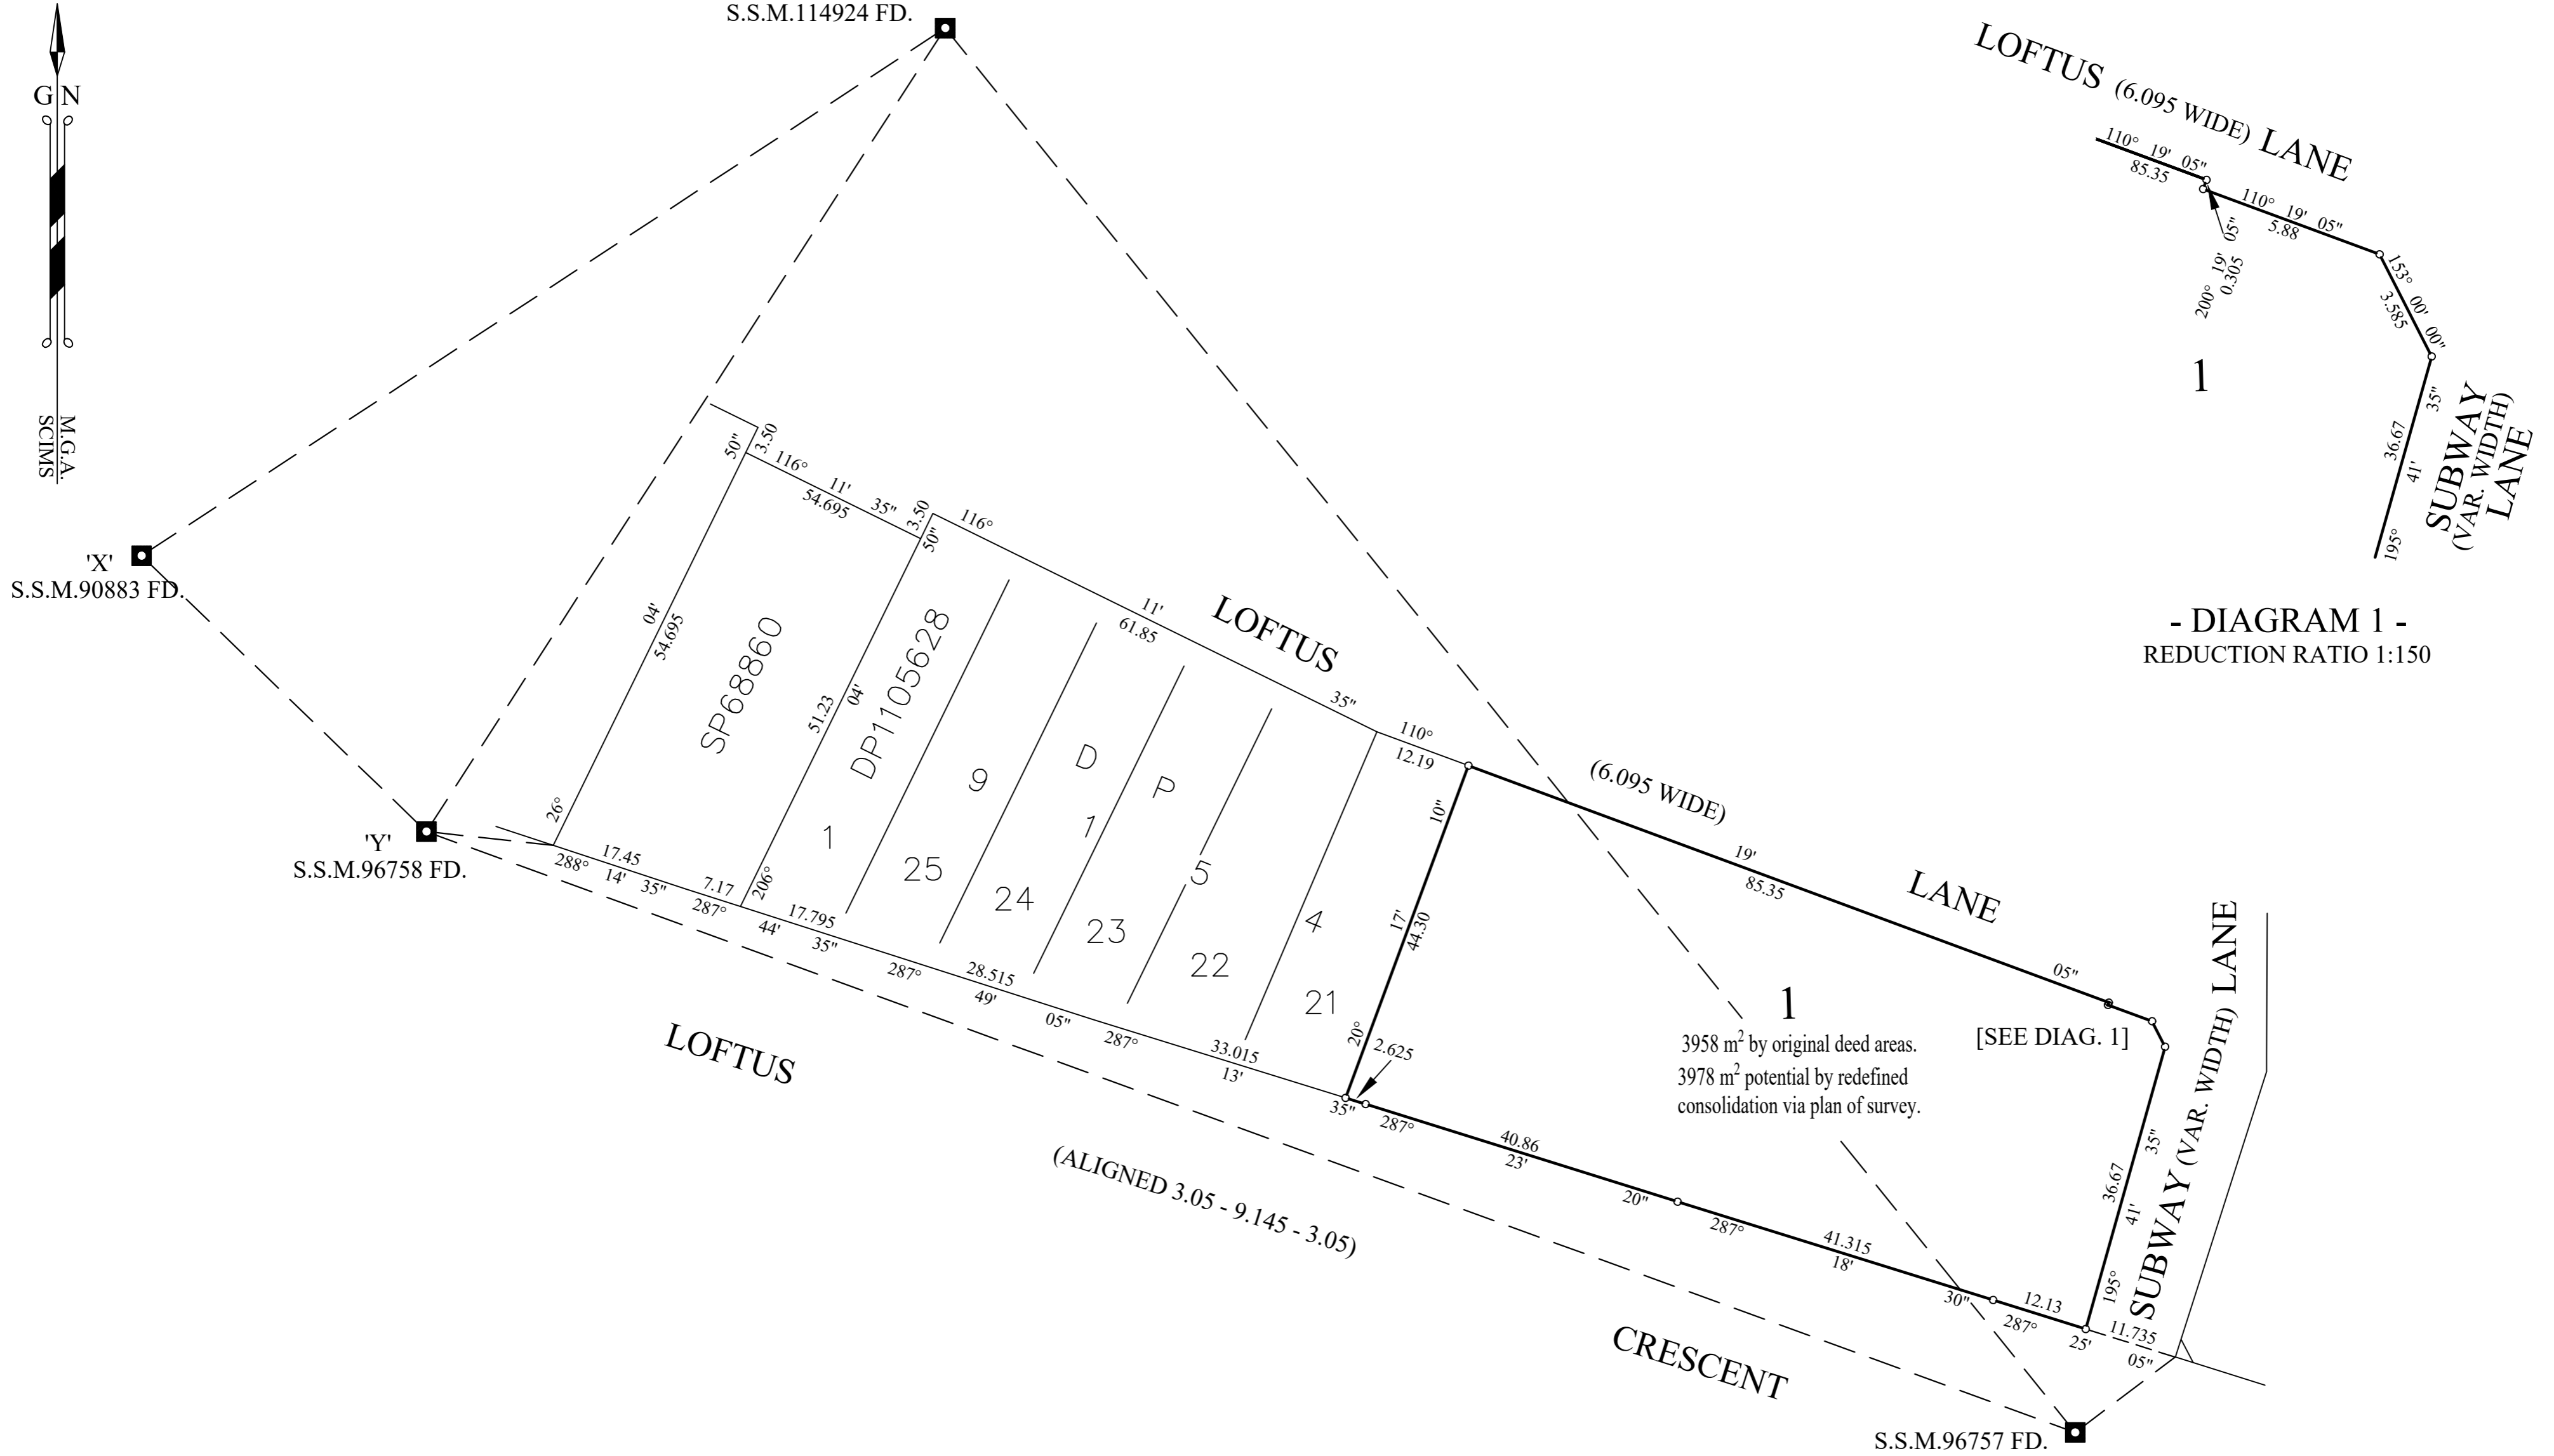 S.S.M.114924 FD.
G N
M.G.A.
SCIMS
'X'
S.S.M.90883 FD.
'Y'
S.S.M.96758 FD.
50"
3.50
116° 11' 35"
54.695
3.50
50"
116° 11' 35"
61.85
26° 04'
54.695
SP68860
206° 04'
51.23
DP1105628
1
9
D
P
1
5
4
25
24
23
22
21
LOFTUS
110°
12.19
(6.095 WIDE)
19'
85.35
LANE
05"
288° 14' 35"
17.45
7.17
287° 44' 35"
17.795
287° 49' 05"
28.515
287° 13' 35"
33.015
20° 17' 10"
44.30
2.625
287° 23' 20"
40.86
287° 18' 30"
41.315
287° 25' 05"
12.13
11.735
195° 41' 35"
36.67
1
3958 m² by original deed areas.
3978 m² potential by redefined
consolidation via plan of survey.
[SEE DIAG. 1]
SUBWAY (VAR. WIDTH) LANE
LOFTUS
(ALIGNED 3.05 - 9.145 - 3.05)
CRESCENT
S.S.M.96757 FD.
LOFTUS (6.095 WIDE) LANE
110° 19' 05"
85.35
110° 19' 05"
5.88
200° 19' 05"
0.305
153° 00' 00"
3.585
195° 41' 35"
36.67
1
SUBWAY
(VAR. WIDTH)
LANE
- DIAGRAM 1 -
REDUCTION RATIO 1:150